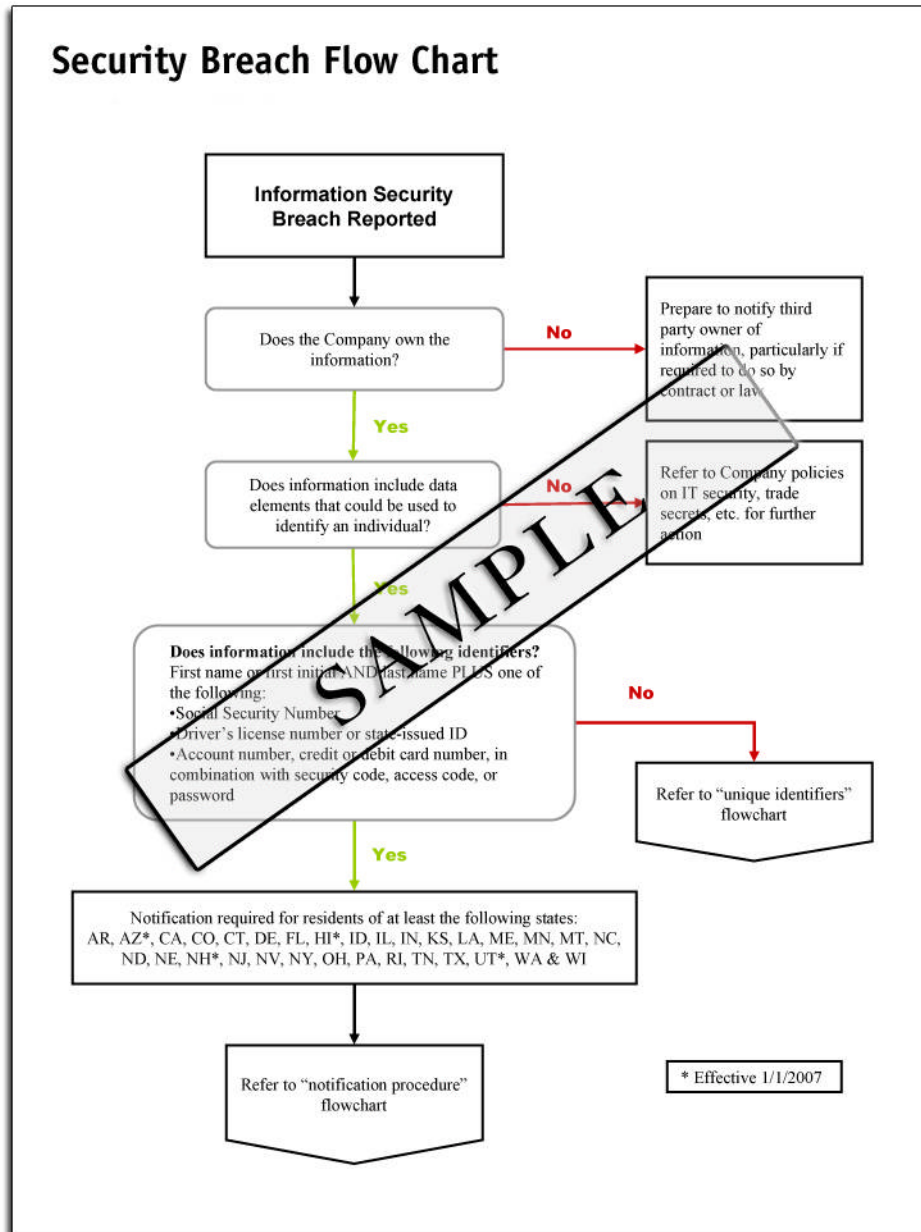 Security Breach Flow Chart
Information Security
Breach Reported
Does the Company own the
information?
No
Prepare to notify third
party owner of
information, particularly if
required to do so by
contract or law
Yes
Does information include data
elements that could be used to
identify an individual?
No
Refer to Company policies
on IT security, trade
secrets, etc. for further
action
Yes
SAMPLE
Does information include the following identifiers?
First name or first initial AND last name PLUS one of
the following:
•Social Security Number
•Driver's license number or state-issued ID
•Account number, credit or debit card number, in
combination with security code, access code, or
password
No
Refer to “unique identifiers”
flowchart
Yes
Notification required for residents of at least the following states:
AR, AZ*, CA, CO, CT, DE, FL, HI*, ID, IL, IN, KS, LA, ME, MN, MT, NC,
ND, NE, NH*, NJ, NV, NY, OH, PA, RI, TN, TX, UT*, WA & WI
Refer to “notification procedure”
flowchart
* Effective 1/1/2007